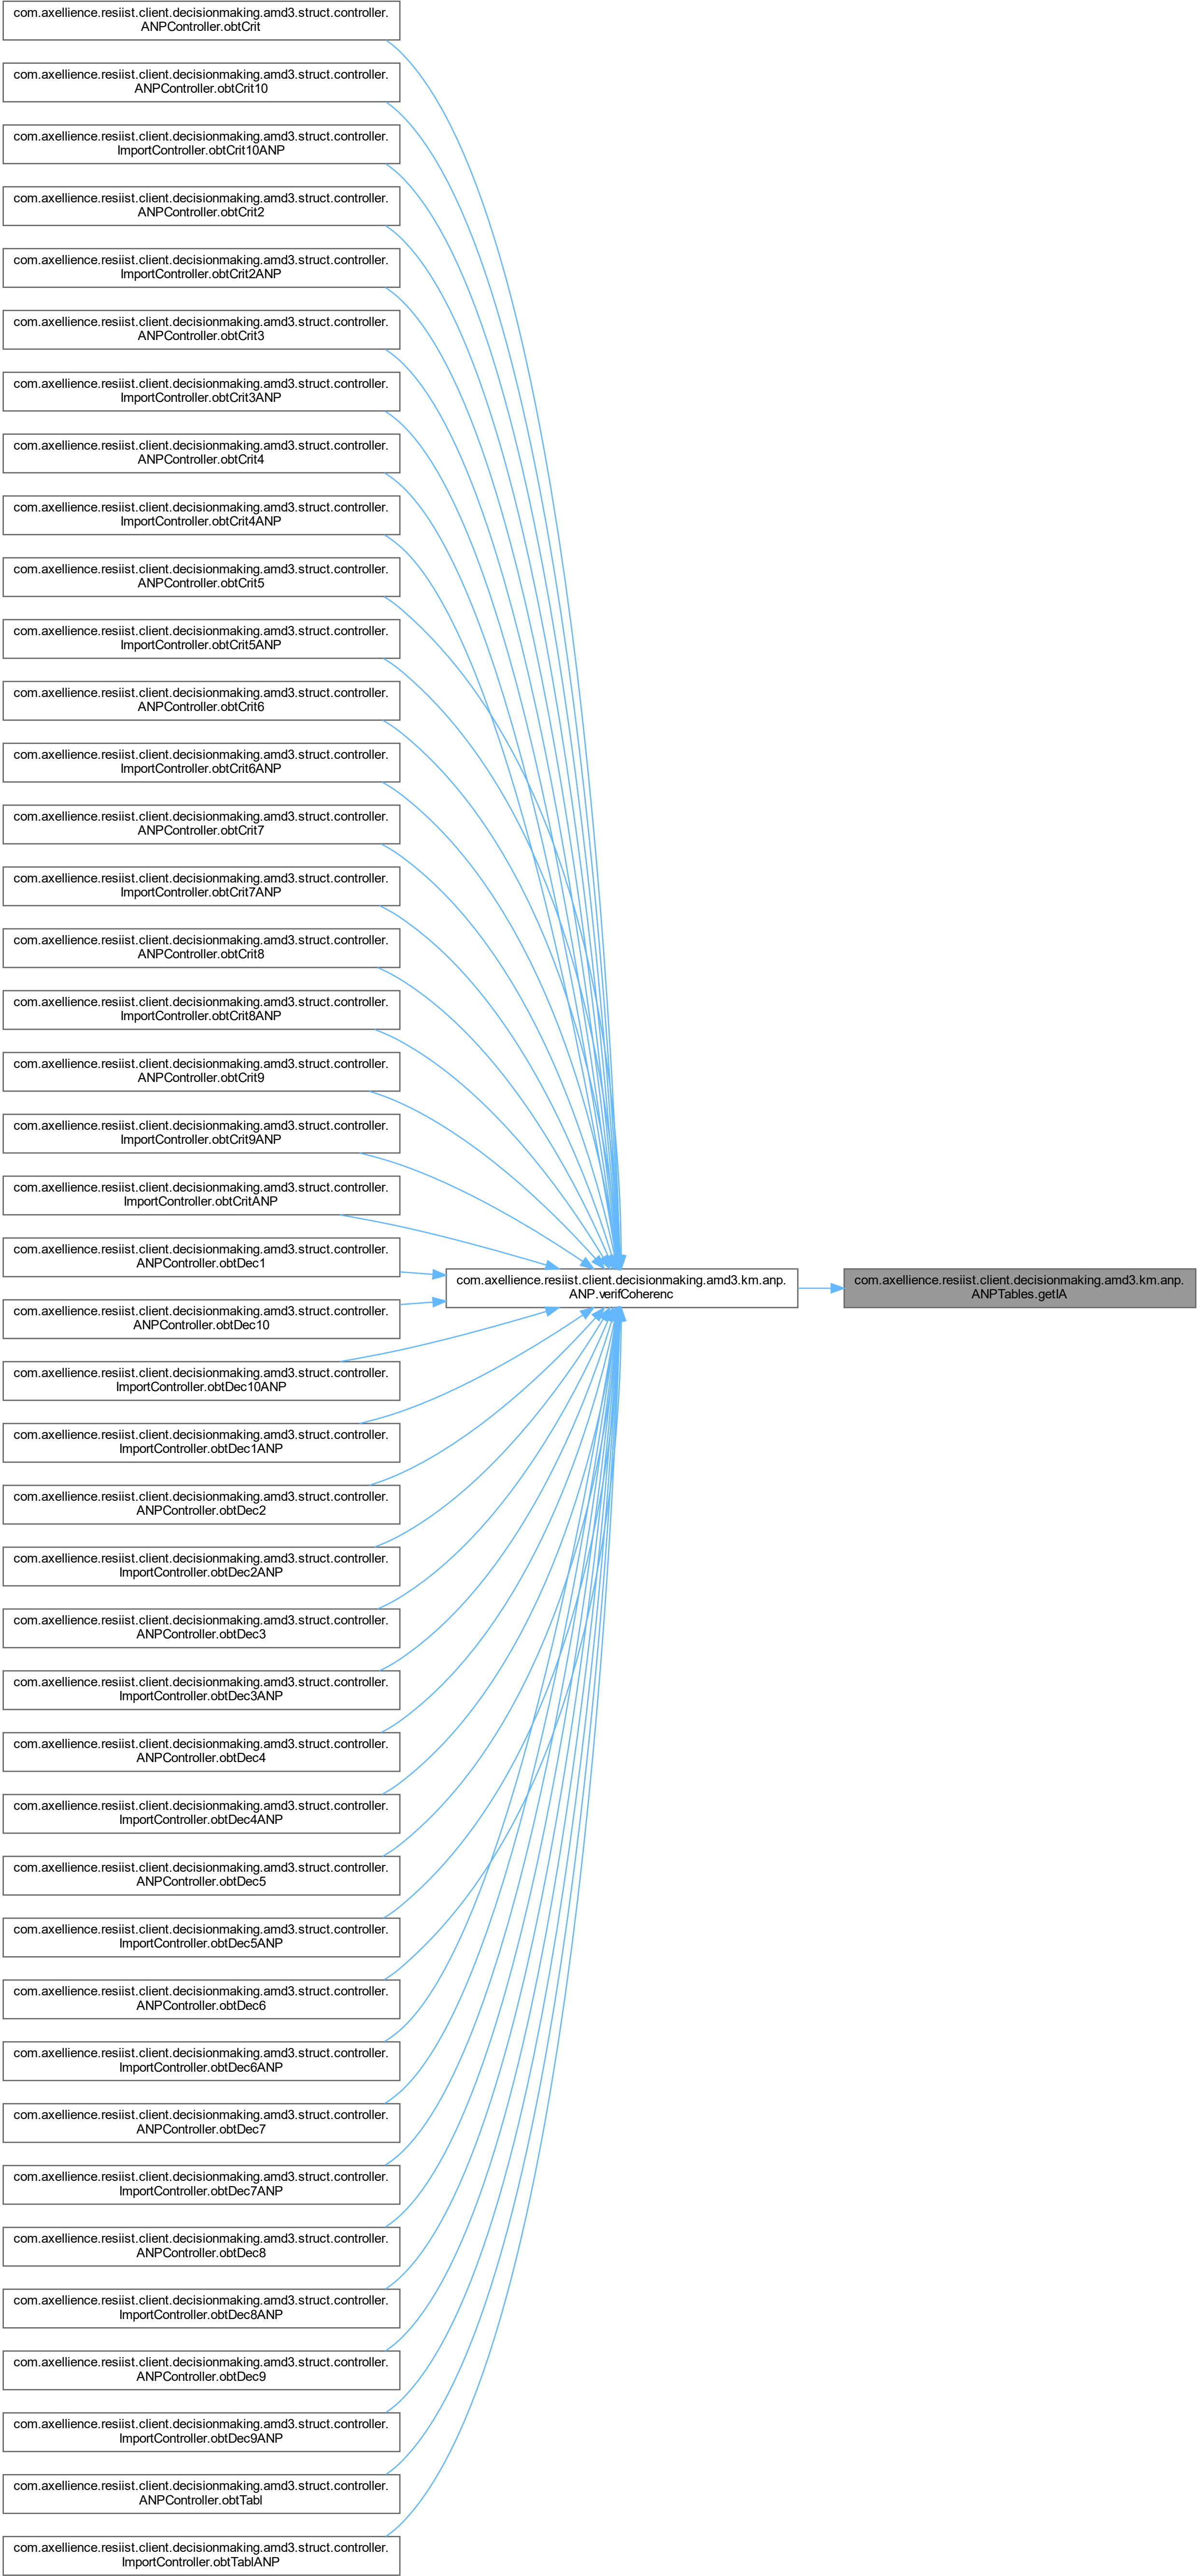 com.axellience.resiist.client.decisionmaking.amd3.struct.controller.
ANPController.obtCrit
com.axellience.resiist.client.decisionmaking.amd3.struct.controller.
ANPController.obtCrit10
com.axellience.resiist.client.decisionmaking.amd3.struct.controller.
ImportController.obtCrit10ANP
com.axellience.resiist.client.decisionmaking.amd3.struct.controller.
ANPController.obtCrit2
com.axellience.resiist.client.decisionmaking.amd3.struct.controller.
ImportController.obtCrit2ANP
com.axellience.resiist.client.decisionmaking.amd3.struct.controller.
ANPController.obtCrit3
com.axellience.resiist.client.decisionmaking.amd3.struct.controller.
ImportController.obtCrit3ANP
com.axellience.resiist.client.decisionmaking.amd3.struct.controller.
ANPController.obtCrit4
com.axellience.resiist.client.decisionmaking.amd3.struct.controller.
ImportController.obtCrit4ANP
com.axellience.resiist.client.decisionmaking.amd3.struct.controller.
ANPController.obtCrit5
com.axellience.resiist.client.decisionmaking.amd3.struct.controller.
ImportController.obtCrit5ANP
com.axellience.resiist.client.decisionmaking.amd3.struct.controller.
ANPController.obtCrit6
com.axellience.resiist.client.decisionmaking.amd3.struct.controller.
ImportController.obtCrit6ANP
com.axellience.resiist.client.decisionmaking.amd3.struct.controller.
ANPController.obtCrit7
com.axellience.resiist.client.decisionmaking.amd3.struct.controller.
ImportController.obtCrit7ANP
com.axellience.resiist.client.decisionmaking.amd3.struct.controller.
ANPController.obtCrit8
com.axellience.resiist.client.decisionmaking.amd3.struct.controller.
ImportController.obtCrit8ANP
com.axellience.resiist.client.decisionmaking.amd3.struct.controller.
ANPController.obtCrit9
com.axellience.resiist.client.decisionmaking.amd3.struct.controller.
ImportController.obtCrit9ANP
com.axellience.resiist.client.decisionmaking.amd3.struct.controller.
ImportController.obtCritANP
com.axellience.resiist.client.decisionmaking.amd3.struct.controller.
ANPController.obtDec1
com.axellience.resiist.client.decisionmaking.amd3.km.anp.
ANP.verifCoherenc
com.axellience.resiist.client.decisionmaking.amd3.km.anp.
ANPTables.getIA
com.axellience.resiist.client.decisionmaking.amd3.struct.controller.
ANPController.obtDec10
com.axellience.resiist.client.decisionmaking.amd3.struct.controller.
ImportController.obtDec10ANP
com.axellience.resiist.client.decisionmaking.amd3.struct.controller.
ImportController.obtDec1ANP
com.axellience.resiist.client.decisionmaking.amd3.struct.controller.
ANPController.obtDec2
com.axellience.resiist.client.decisionmaking.amd3.struct.controller.
ImportController.obtDec2ANP
com.axellience.resiist.client.decisionmaking.amd3.struct.controller.
ANPController.obtDec3
com.axellience.resiist.client.decisionmaking.amd3.struct.controller.
ImportController.obtDec3ANP
com.axellience.resiist.client.decisionmaking.amd3.struct.controller.
ANPController.obtDec4
com.axellience.resiist.client.decisionmaking.amd3.struct.controller.
ImportController.obtDec4ANP
com.axellience.resiist.client.decisionmaking.amd3.struct.controller.
ANPController.obtDec5
com.axellience.resiist.client.decisionmaking.amd3.struct.controller.
ImportController.obtDec5ANP
com.axellience.resiist.client.decisionmaking.amd3.struct.controller.
ANPController.obtDec6
com.axellience.resiist.client.decisionmaking.amd3.struct.controller.
ImportController.obtDec6ANP
com.axellience.resiist.client.decisionmaking.amd3.struct.controller.
ANPController.obtDec7
com.axellience.resiist.client.decisionmaking.amd3.struct.controller.
ImportController.obtDec7ANP
com.axellience.resiist.client.decisionmaking.amd3.struct.controller.
ANPController.obtDec8
com.axellience.resiist.client.decisionmaking.amd3.struct.controller.
ImportController.obtDec8ANP
com.axellience.resiist.client.decisionmaking.amd3.struct.controller.
ANPController.obtDec9
com.axellience.resiist.client.decisionmaking.amd3.struct.controller.
ImportController.obtDec9ANP
com.axellience.resiist.client.decisionmaking.amd3.struct.controller.
ANPController.obtTabl
com.axellience.resiist.client.decisionmaking.amd3.struct.controller.
ImportController.obtTablANP